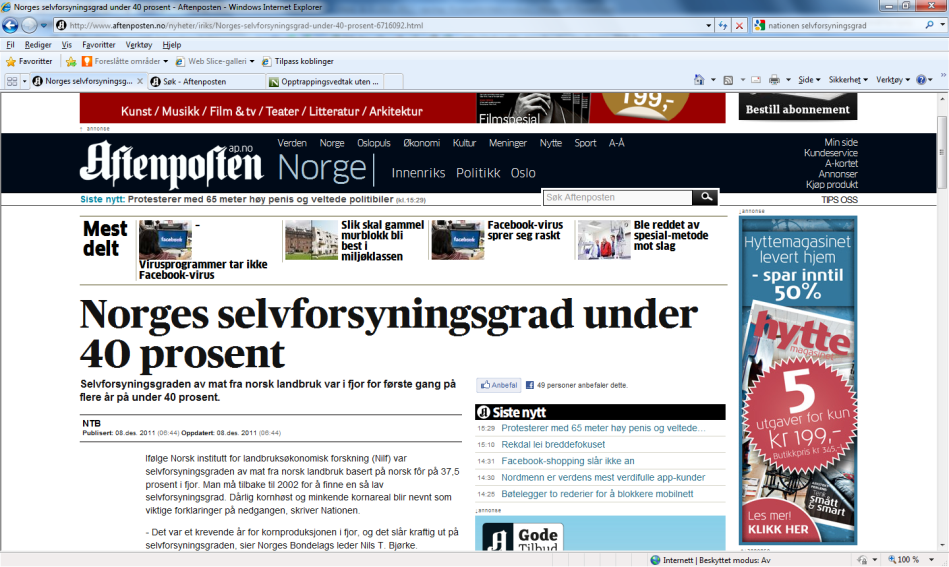 Norges selvforsyningsgrad under 40 prosent - Aftenposten - Windows Internet Explorer
http://www.aftenposten.no/nyheter/iriks/Norges-selvforsyningsgrad-under-40-prosent-6716092.html
nationen selvforsyningsgrad
Fil Rediger Vis Favoritter Verktøy Hjelp
Favoritter Foreslåtte områder Web Slice-galleri Tilpass koblinger
Norges selvforsyningsg... Søk - Aftenposten Opptrappingsvedtak uten ...
Side Sikkerhet Verktøy
Kunst / Musikk / Film & tv / Teater / Litteratur / Arkitektur
Filmspesial
199,-
Bestill abonnement
annonse
Aftenposten
ap.no
Verden Norge Oslopuls Økonomi Kultur Meninger Nytte Sport A-Å
Norge
Innenriks Politikk Oslo
Min side
Kundeservice
A-kortet
Annonser
Kjøp produkt
Siste nytt: Protesterer med 65 meter høy penis og veltede politibiler (kl.15:29)
Søk Aftenposten
TIPS OSS
annonse
Mest
delt
–
Virusprogrammer tar ikke
Facebook-virus
Slik skal gammel
murblokk bli
best i
miljøklassen
Facebook-virus
sprer seg raskt
Ble reddet av
spesial-metode
mot slag
facebook
facebook
Norges selvforsyningsgrad under
40 prosent
Selvforsyningsgraden av mat fra norsk landbruk var i fjor for første gang på
flere år på under 40 prosent.
Anbefal
49 personer anbefaler dette.
NTB
Publisert: 08.des. 2011 (06:44) Oppdatert: 08.des. 2011 (06:44)
Ifølge Norsk institutt for landbruksøkonomisk forskning (Nilf) var
selvforsyningsgraden av mat fra norsk landbruk basert på norsk fôr på 37,5
prosent i fjor. Man må tilbake til 2002 for å finne en så lav
selvforsyningsgrad. Dårlig kornhøst og minkende kornareal blir nevnt som
viktige forklaringer på nedgangen, skriver Nationen.
- Det var et krevende år for kornproduksjonen i fjor, og det slår kraftig ut på
selvforsyningsgraden, sier Norges Bondelags leder Nils T. Bjørke.
Siste nytt
15:29 Protesterer med 65 meter høy penis og veltede...
15:10 Rekdal lei breddefokuset
14:31 Facebook-shopping slår ikke an
14:30 Nordmenn er verdens mest verdifulle app-kunder
14:25 Bøtelegger to rederier for å blokkere mobilnett
annonse
Gode
Tilbud
Hyttemagasinet
levert hjem
- spar inntil
50%
hytte
magasinet
5
utgaver for kun
kr 199,-
Butikkpris kr 345,-
smått
& smart
Les mer!
KLIKK HER
annonse
Internett | Beskyttet modus: Av
100 %